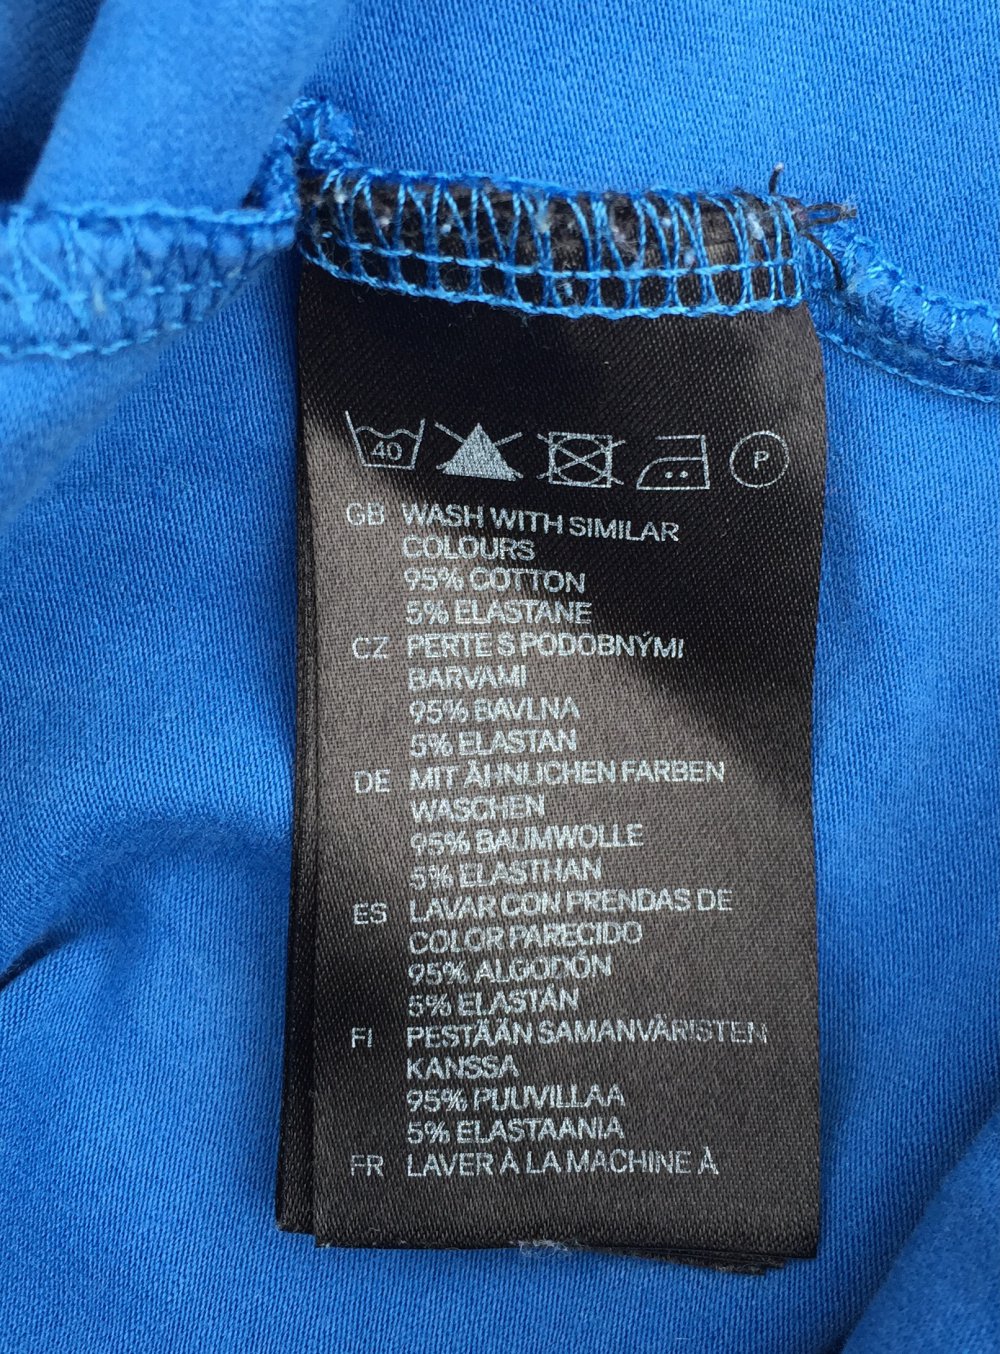 40 P
GB WASH WITH SIMILAR
COLOURS
95% COTTON
5% ELASTANE
CZ PERTE S PODOBNÝMI
BARVAMI
95% BAVLNA
5% ELASTAN
DE MIT ÄHNLICHEN FARBEN
WASCHEN
95% BAUMWOLLE
5% ELASTHAN
ES LAVAR CON PRENDAS DE
COLOR PARECIDO
95% ALGODÓN
5% ELASTÁN
FI PESTÄÄN SAMANVÄRISTEN
KANSSA
95% PUUVILLAA
5% ELASTAANIA
FR LAVER À LA MACHINE À